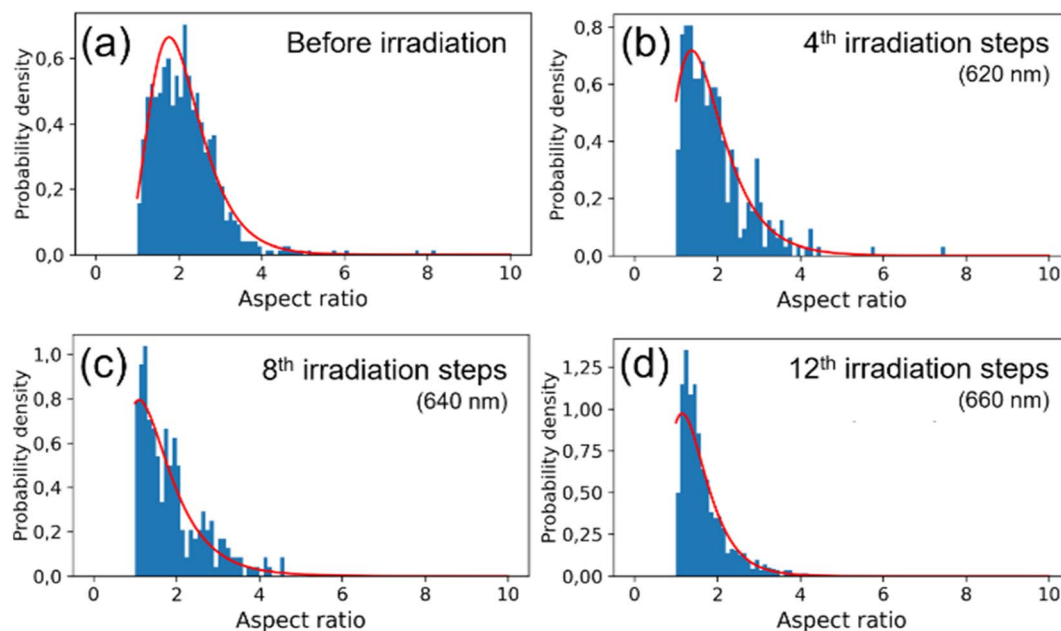 (a)
Before irradiation
Probability density
0,6
0,4
0,2
0,0
0 2 4 6 8 10
Aspect ratio
(b)
4th irradiation steps
(620 nm)
Probability density
0,8
0,6
0,4
0,2
0,0
0 2 4 6 8 10
Aspect ratio
(c)
8th irradiation steps
(640 nm)
Probability density
1,0
0,8
0,6
0,4
0,2
0,0
0 2 4 6 8 10
Aspect ratio
(d)
12th irradiation steps
(660 nm)
Probability density
1,25
1,00
0,75
0,50
0,25
0,00
0 2 4 6 8 10
Aspect ratio